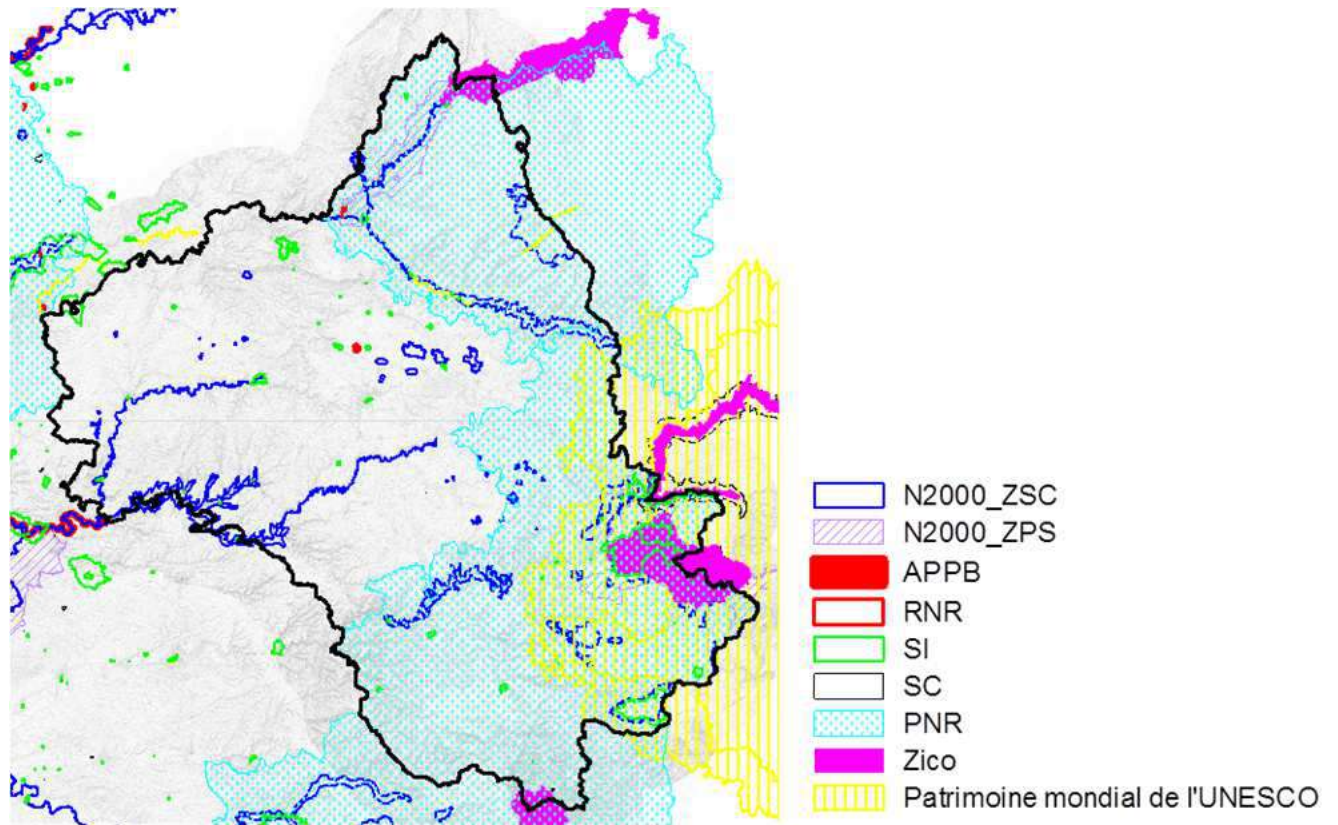 N2000_ZSC
N2000_ZPS
APPB
RNR
SI
SC
PNR
Zico
Patrimoine mondial de l'UNESCO